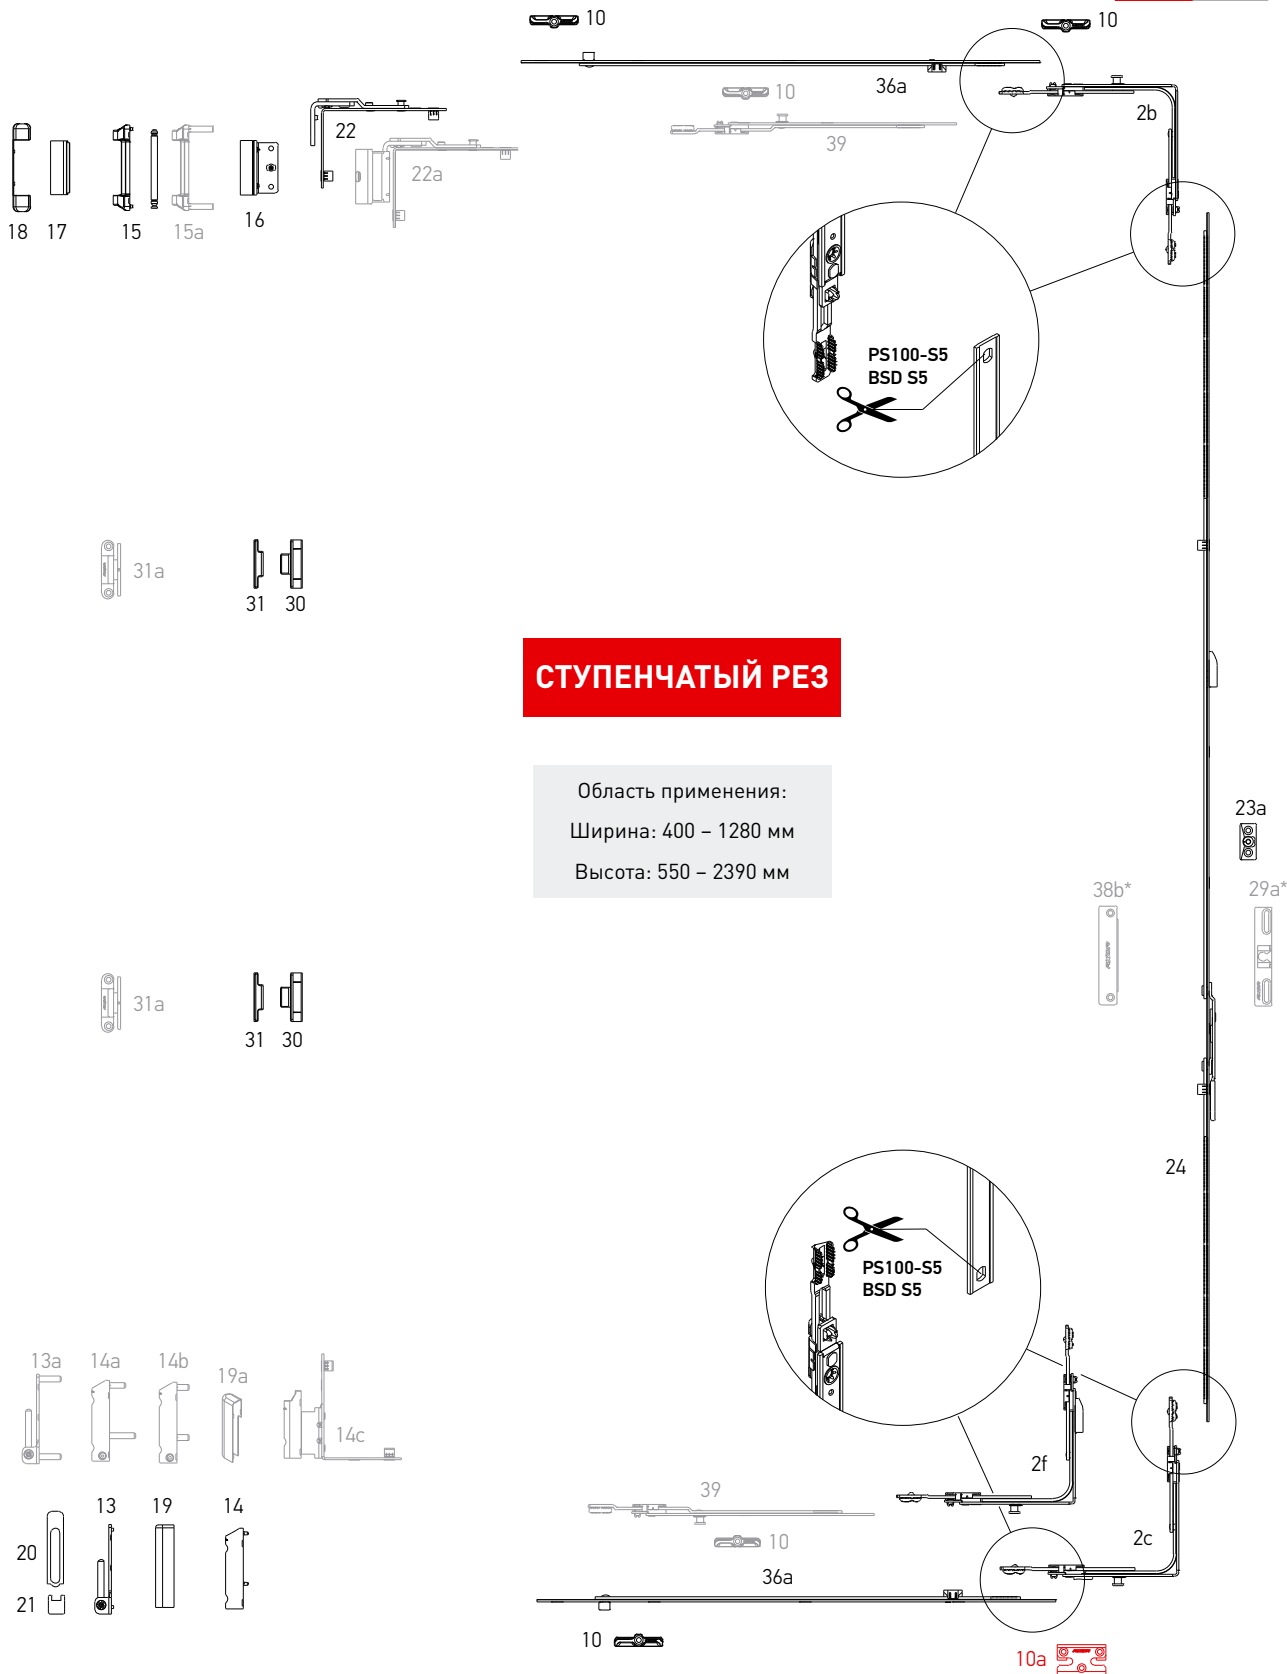 10
10
36a
10
2b
39
22
22a
18
17
15
15a
16
PS100-S5
BSD S5
31a
31
30
СТУПЕНЧАТЫЙ РЕЗ
Область применения:
Ширина: 400 – 1280 мм
Высота: 550 – 2390 мм
23a
38b*
29a*
31a
31
30
24
PS100-S5
BSD S5
13a
14a
14b
19a
14c
2f
39
13
19
14
20
10
2c
36a
21
10
10a